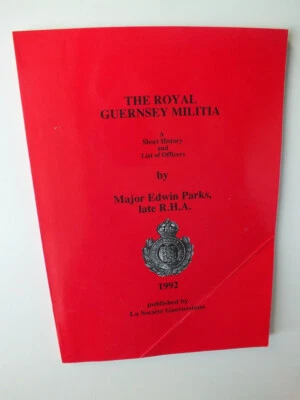 THE ROYAL
GUERNSEY MILITIA
a
Short History
and
List of Officers
by
Major Edwin Parks,
late R.H.A.
1992
published by
La Société Guernesiaise